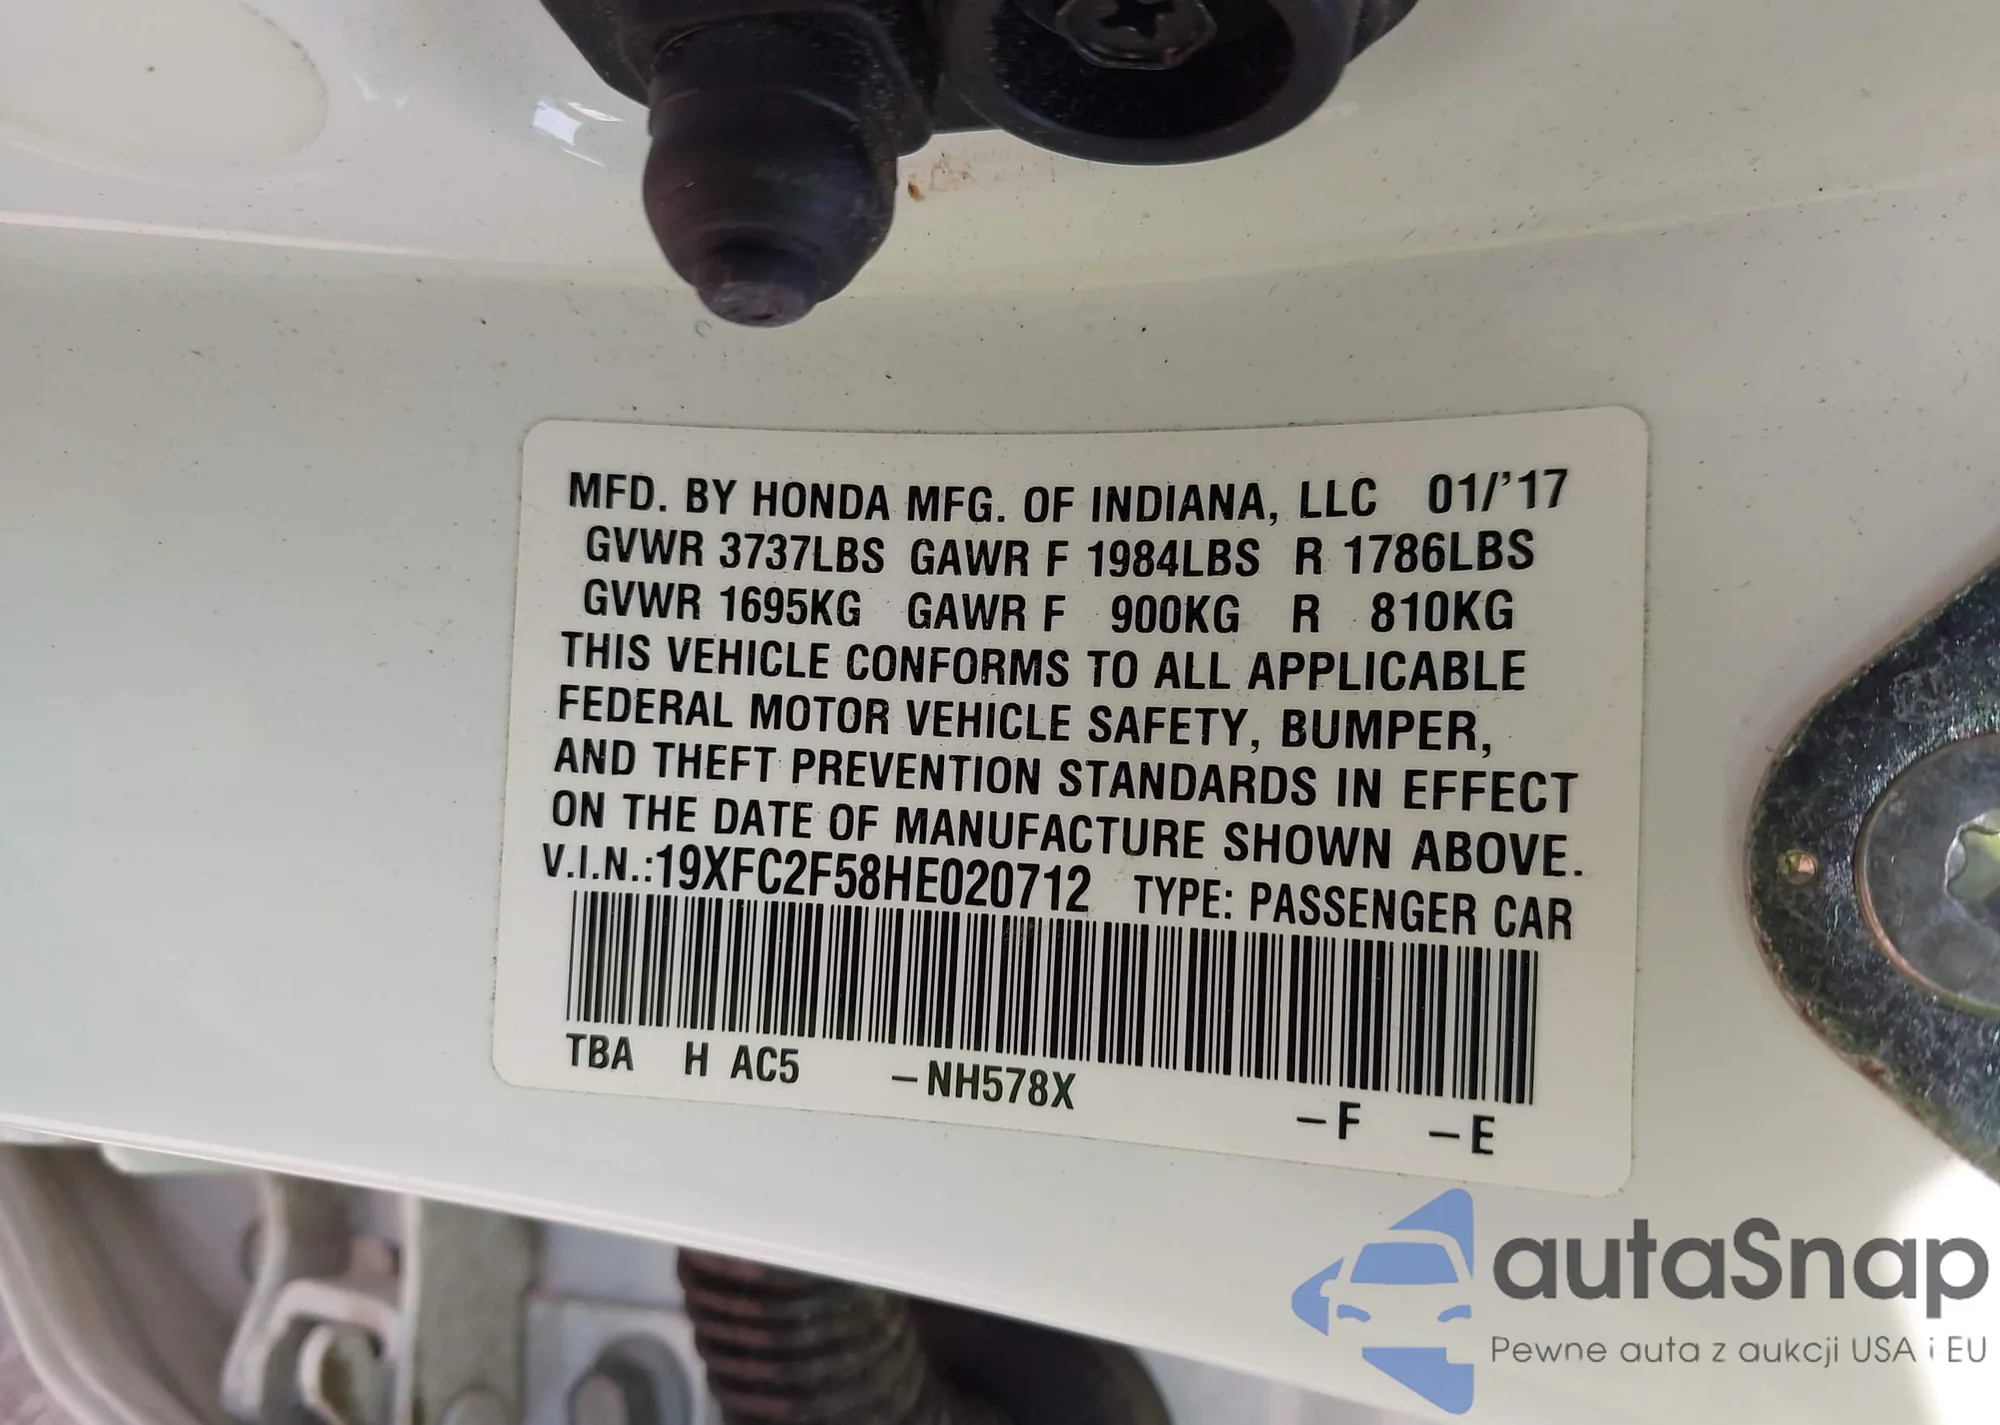 MFD. BY HONDA MFG. OF INDIANA, LLC 01/'17
GVWR 3737LBS GAWR F 1984LBS R 1786LBS
GVWR 1695KG GAWR F 900KG R 810KG
THIS VEHICLE CONFORMS TO ALL APPLICABLE
FEDERAL MOTOR VEHICLE SAFETY, BUMPER,
AND THEFT PREVENTION STANDARDS IN EFFECT
ON THE DATE OF MANUFACTURE SHOWN ABOVE.
V.I.N.:19XFC2F58HE020712 TYPE: PASSENGER CAR
TBA H AC5 –NH578X –F –E
autaSnap
Pewne auta z aukcji USA i EU